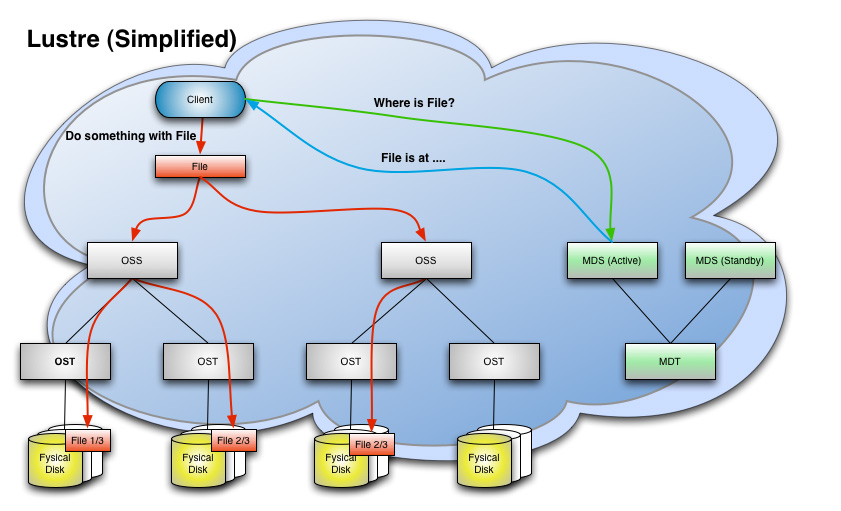 Lustre (Simplified)
Client
Where is File?
Do something with File
File is at ....
File
OSS
OSS
MDS (Active)
MDS (Standby)
OST
OST
OST
OST
MDT
File 1/3
File 2/3
File 2/3
Fysical
Disk
Fysical
Disk
Fysical
Disk
Fysical
Disk